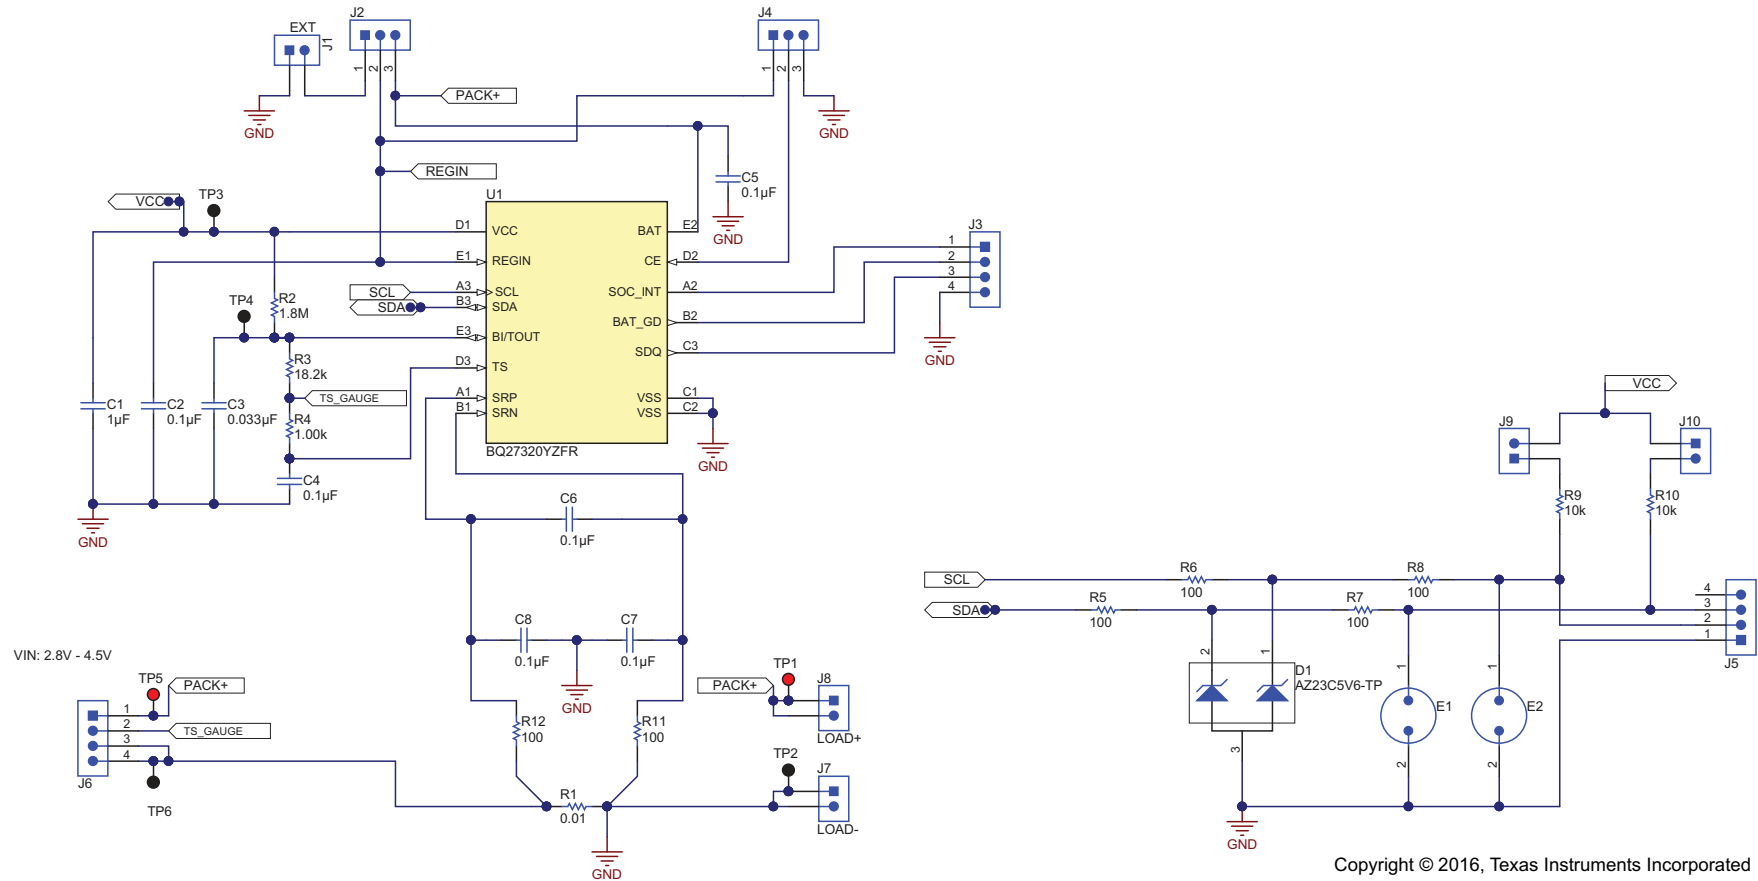 EXT
J1
GND
J2
1
2
3
PACK+
REGIN
J4
1
2
3
GND
C5
0.1µF
GND
VCC
TP3
TP4
R2
1.8M
R3
18.2k
TS_GAUGE
R4
1.00k
C4
0.1µF
C1
1µF
C2
0.1µF
C3
0.033µF
GND
U1
D1 VCC
E1 REGIN
SCL A3 SCL
SDA B3 SDA
E3 BI/TOUT
D3 TS
A1 SRP
B1 SRN
BAT E2
CE D2
SOC_INT A2
BAT_GD B2
SDQ C3
VSS C1
VSS C2
BQ27320YZFR
GND
J3
1
2
3
4
GND
C6
0.1µF
C8
0.1µF
C7
0.1µF
GND
R12
100
R11
100
R1
0.01
GND
VIN: 2.8V - 4.5V
TP5
PACK+
1
2
3
4
TS_GAUGE
J6
TP6
PACK+
TP1
J8
LOAD+
TP2
J7
LOAD-
VCC
J9
J10
R9
10k
R10
10k
SCL
R6
100
R8
100
SDA
R5
100
R7
100
4
3
2
1
J5
2
1
D1
AZ23C5V6-TP
3
1
E1
2
1
E2
2
GND
Copyright © 2016, Texas Instruments Incorporated